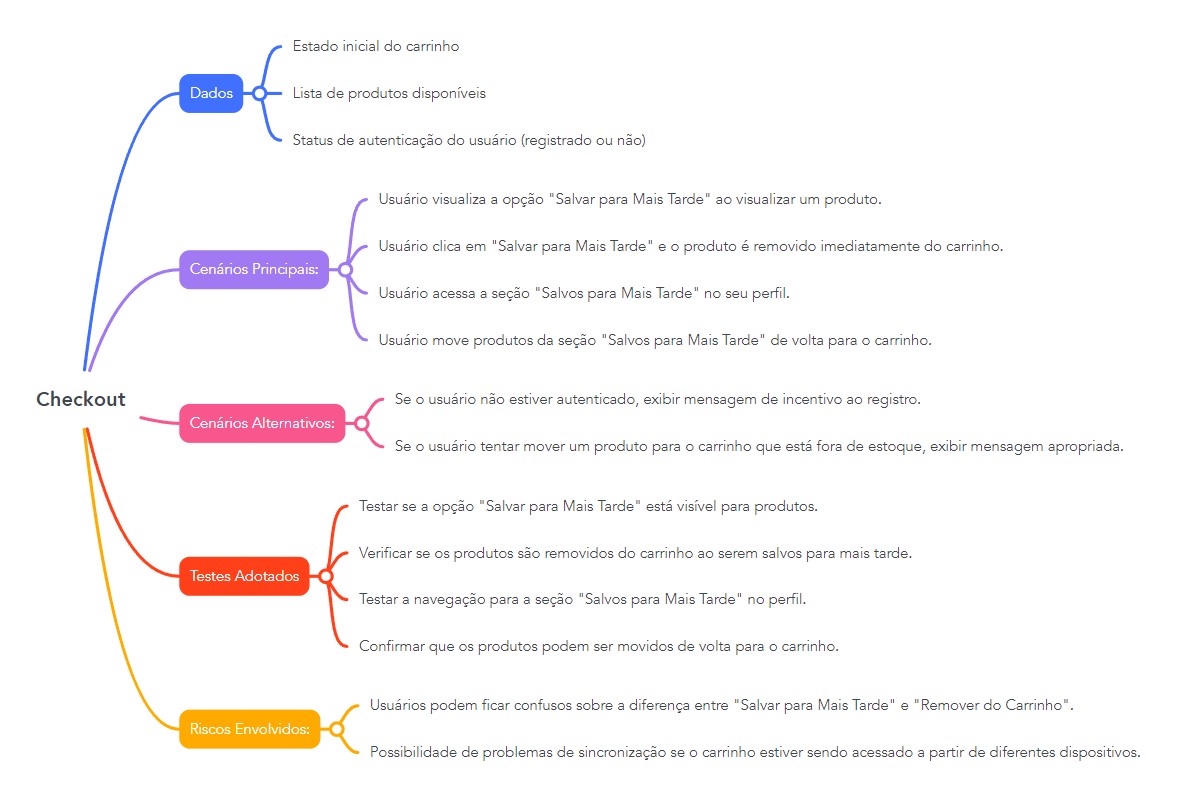 Estado inicial do carrinho
Dados
Lista de produtos disponíveis
Status de autenticação do usuário (registrado ou não)
Usuário visualiza a opção "Salvar para Mais Tarde" ao visualizar um produto.
Usuário clica em "Salvar para Mais Tarde" e o produto é removido imediatamente do carrinho.
Cenários Principais:
Usuário acessa a seção "Salvos para Mais Tarde" no seu perfil.
Usuário move produtos da seção "Salvos para Mais Tarde" de volta para o carrinho.
Checkout
Se o usuário não estiver autenticado, exibir mensagem de incentivo ao registro.
Cenários Alternativos:
Se o usuário tentar mover um produto para o carrinho que está fora de estoque, exibir mensagem apropriada.
Testar se a opção "Salvar para Mais Tarde" está visível para produtos.
Verificar se os produtos são removidos do carrinho ao serem salvos para mais tarde.
Testes Adotados
Testar a navegação para a seção "Salvos para Mais Tarde" no perfil.
Confirmar que os produtos podem ser movidos de volta para o carrinho.
Usuários podem ficar confusos sobre a diferença entre "Salvar para Mais Tarde" e "Remover do Carrinho".
Riscos Envolvidos:
Possibilidade de problemas de sincronização se o carrinho estiver sendo acessado a partir de diferentes dispositivos.